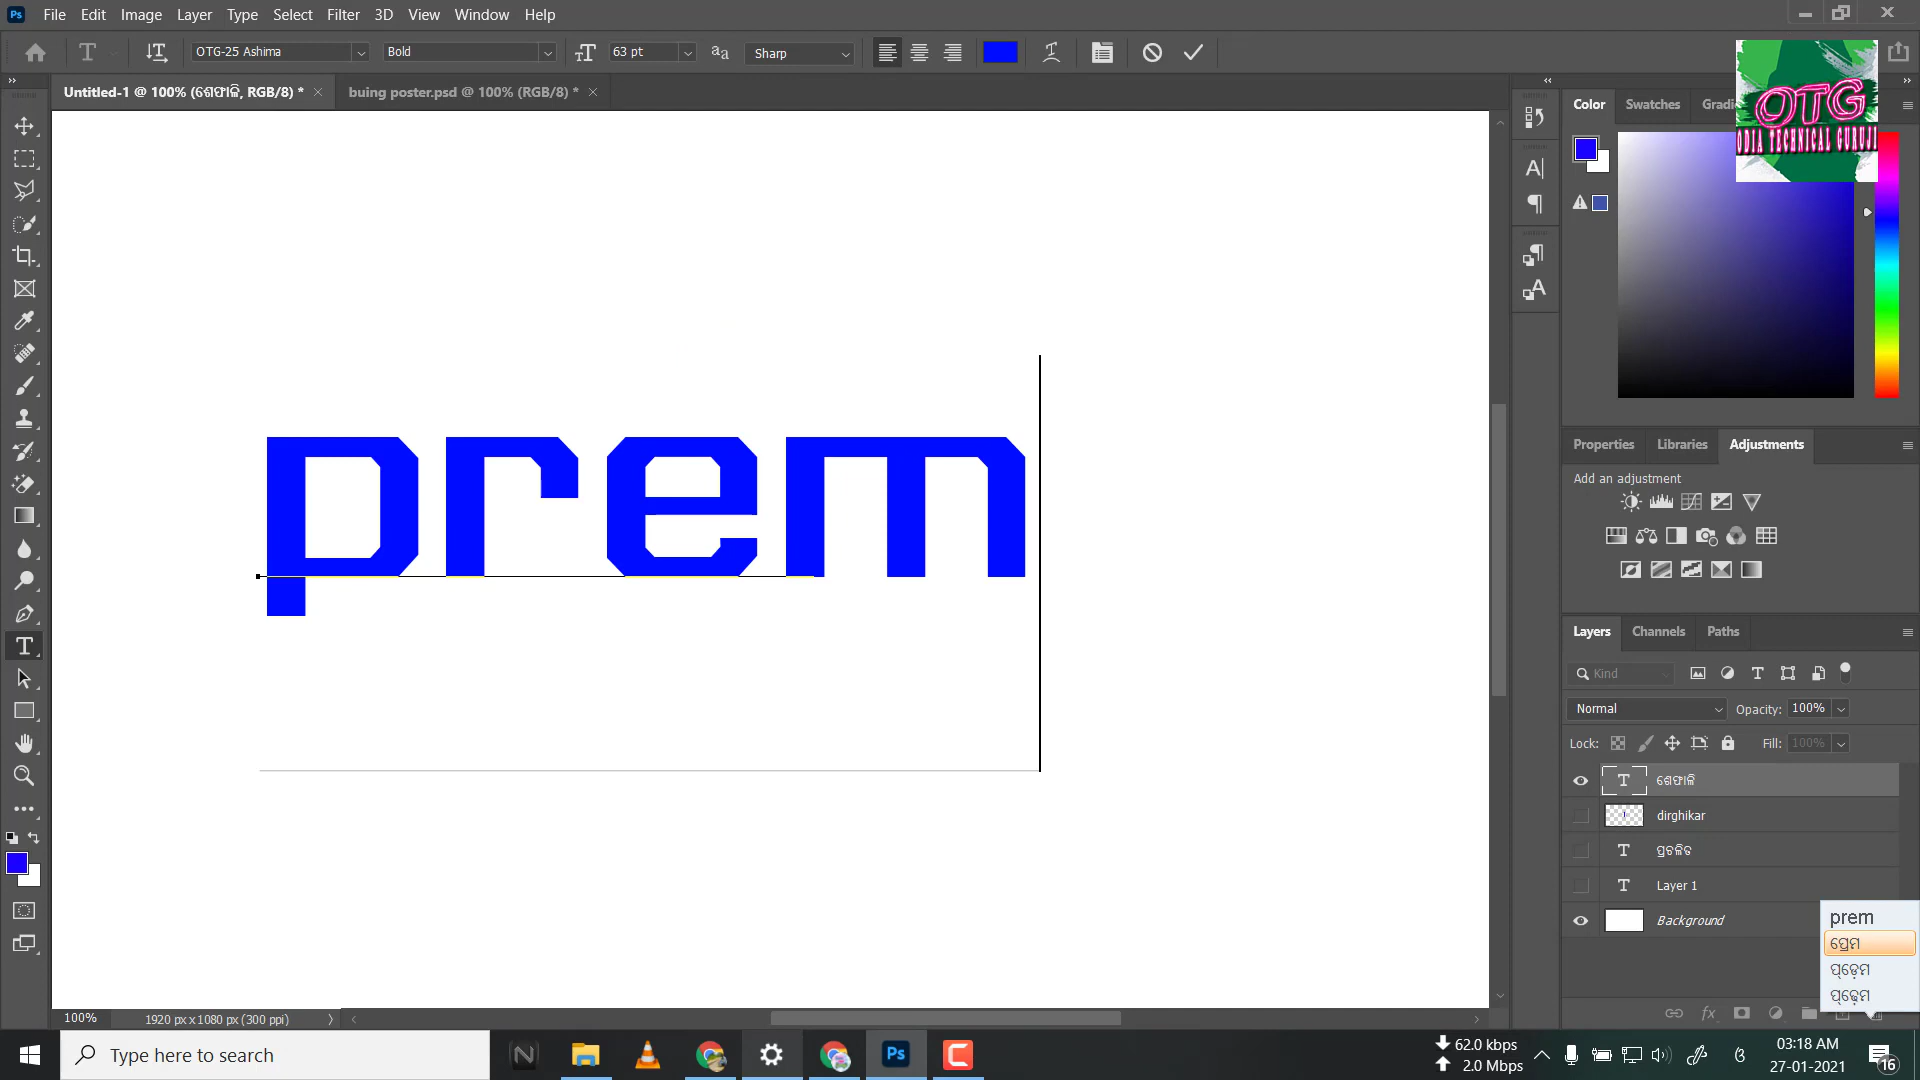 File Edit Image Layer Type Select Filter 3D View Window Help
OTG-25 Ashima Bold 63 pt Sharp
Untitled-1 @ 100% (ଶେଫାଳି, RGB/8) * buing poster.psd @ 100% (RGB/8) *
Color Swatches Gradi
OTG
ODIA TECHNICAL GURUJI
prem
Properties Libraries Adjustments
Add an adjustment
Layers Channels Paths
Kind
Normal Opacity: 100%
Lock: Fill: 100%
ଶେଫାଳି
dirghikar
ପ୍ରଚଳିତ
Layer 1
Background
prem
ପ୍ରେମ
ପ୍ଡ଼େମ
ପ୍ଢ଼େମ
100% 1920 px x 1080 px (300 ppi)
Type here to search
62.0 kbps
2.0 Mbps
03:18 AM
27-01-2021
16